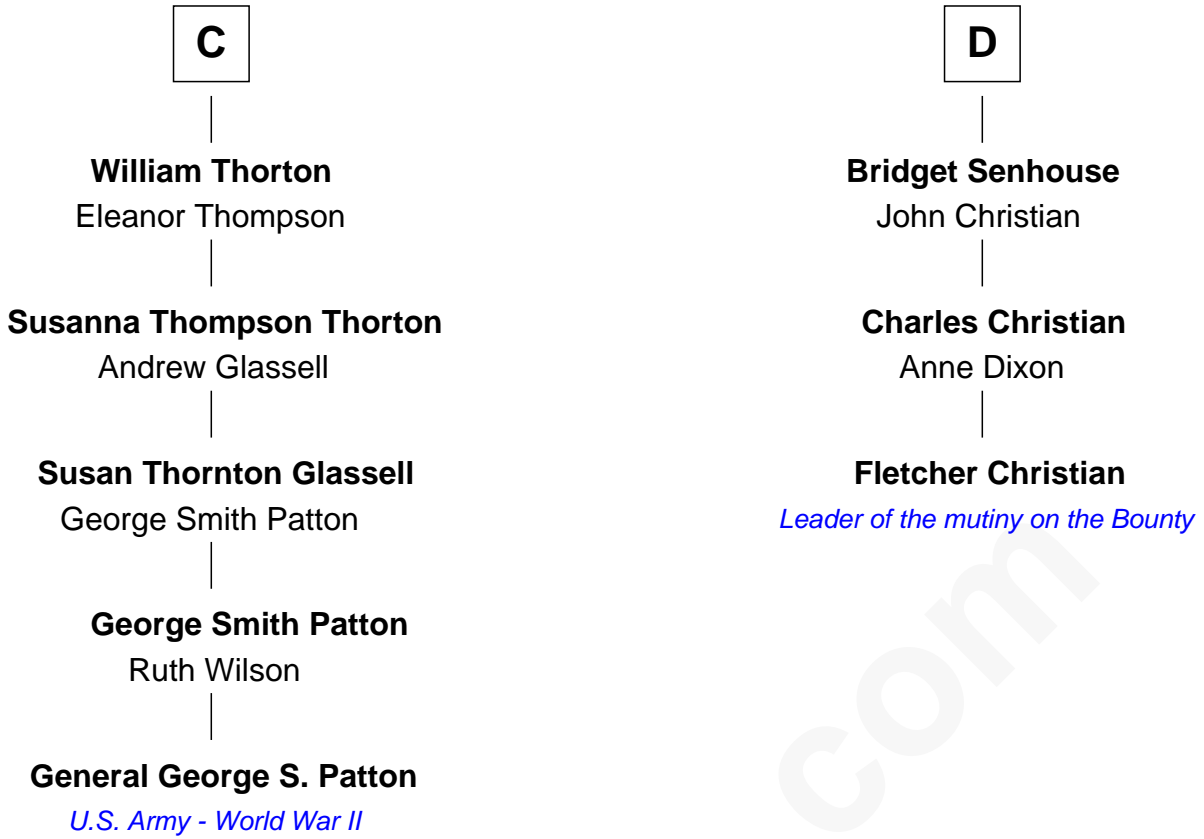 C
William Thorton
Eleanor Thompson
Susanna Thompson Thorton
Andrew Glassell
Susan Thornton Glassell
George Smith Patton
George Smith Patton
Ruth Wilson
General George S. Patton
U.S. Army - World War II
D
Bridget Senhouse
John Christian
Charles Christian
Anne Dixon
Fletcher Christian
Leader of the mutiny on the Bounty
com